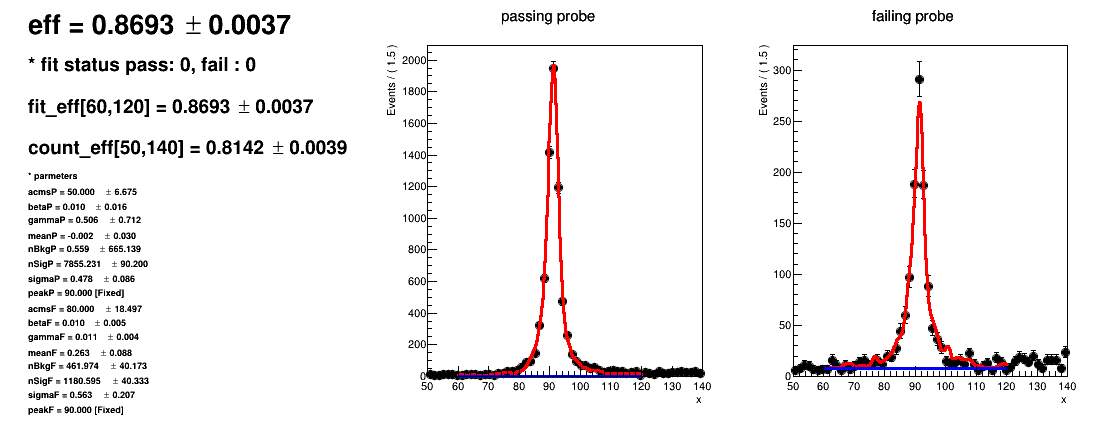 eff = 0.8693 ± 0.0037
* fit status pass: 0, fail : 0
fit_eff[60,120] = 0.8693 ± 0.0037
count_eff[50,140] = 0.8142 ± 0.0039
* parmeters
acmsP = 50.000 ± 6.675
betaP = 0.010 ± 0.016
gammaP = 0.506 ± 0.712
meanP = -0.002 ± 0.030
nBkgP = 0.559 ± 665.139
nSigP = 7855.231 ± 90.200
sigmaP = 0.478 ± 0.086
peakP = 90.000 [Fixed]
acmsF = 80.000 ± 18.497
betaF = 0.010 ± 0.005
gammaF = 0.011 ± 0.004
meanF = 0.263 ± 0.088
nBkgF = 461.974 ± 40.173
nSigF = 1180.595 ± 40.333
sigmaF = 0.563 ± 0.207
peakF = 90.000 [Fixed]
passing probe
Events / ( 1.5 )
2000
1800
1600
1400
1200
1000
800
600
400
200
0
50 60 70 80 90 100 110 120 130 140
x
failing probe
Events / ( 1.5 )
300
250
200
150
100
50
0
50 60 70 80 90 100 110 120 130 140
x